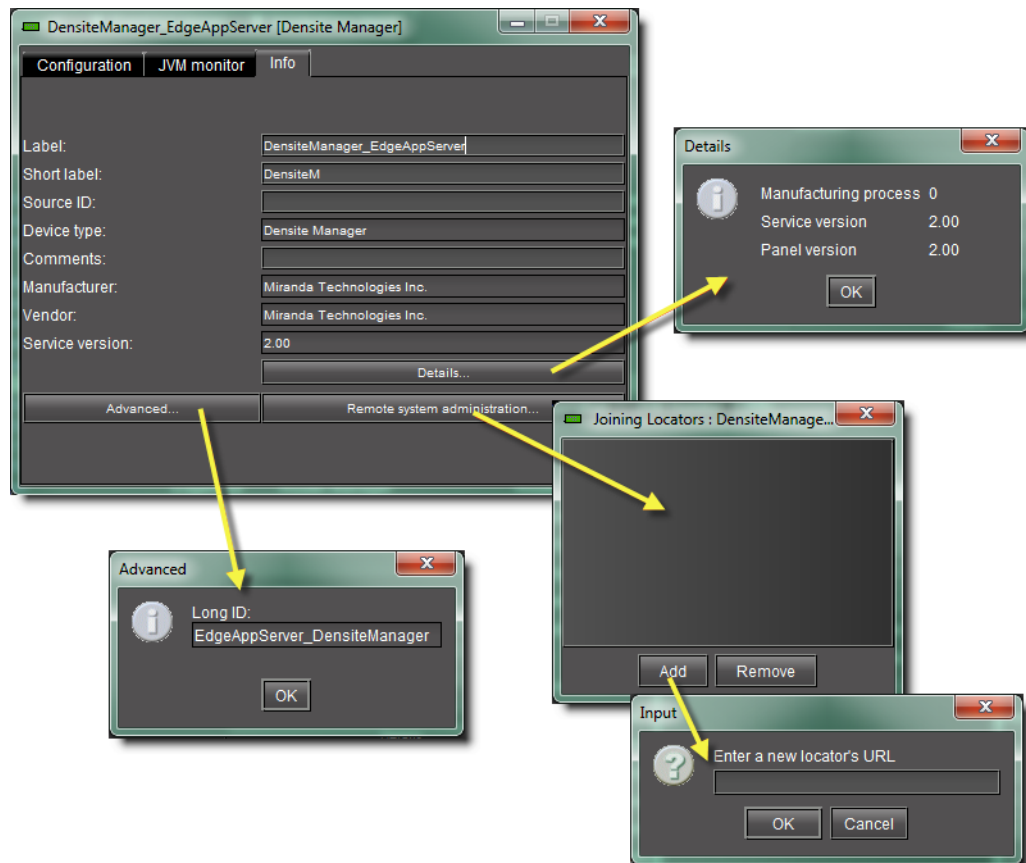 DensiteManager_EdgeAppServer [Densite Manager]
Configuration JVM monitor Info
Label: DensiteManager_EdgeAppServer
Short label: DensiteM
Source ID:
Device type: Densite Manager
Comments:
Manufacturer: Miranda Technologies Inc.
Vendor: Miranda Technologies Inc.
Service version: 2.00
Details...
Advanced... Remote system administration...
Details
Manufacturing process 0
Service version 2.00
Panel version 2.00
OK
Joining Locators : DensiteManage...
Add Remove
Advanced
Long ID:
EdgeAppServer_DensiteManager
OK
Input
Enter a new locator's URL
OK Cancel